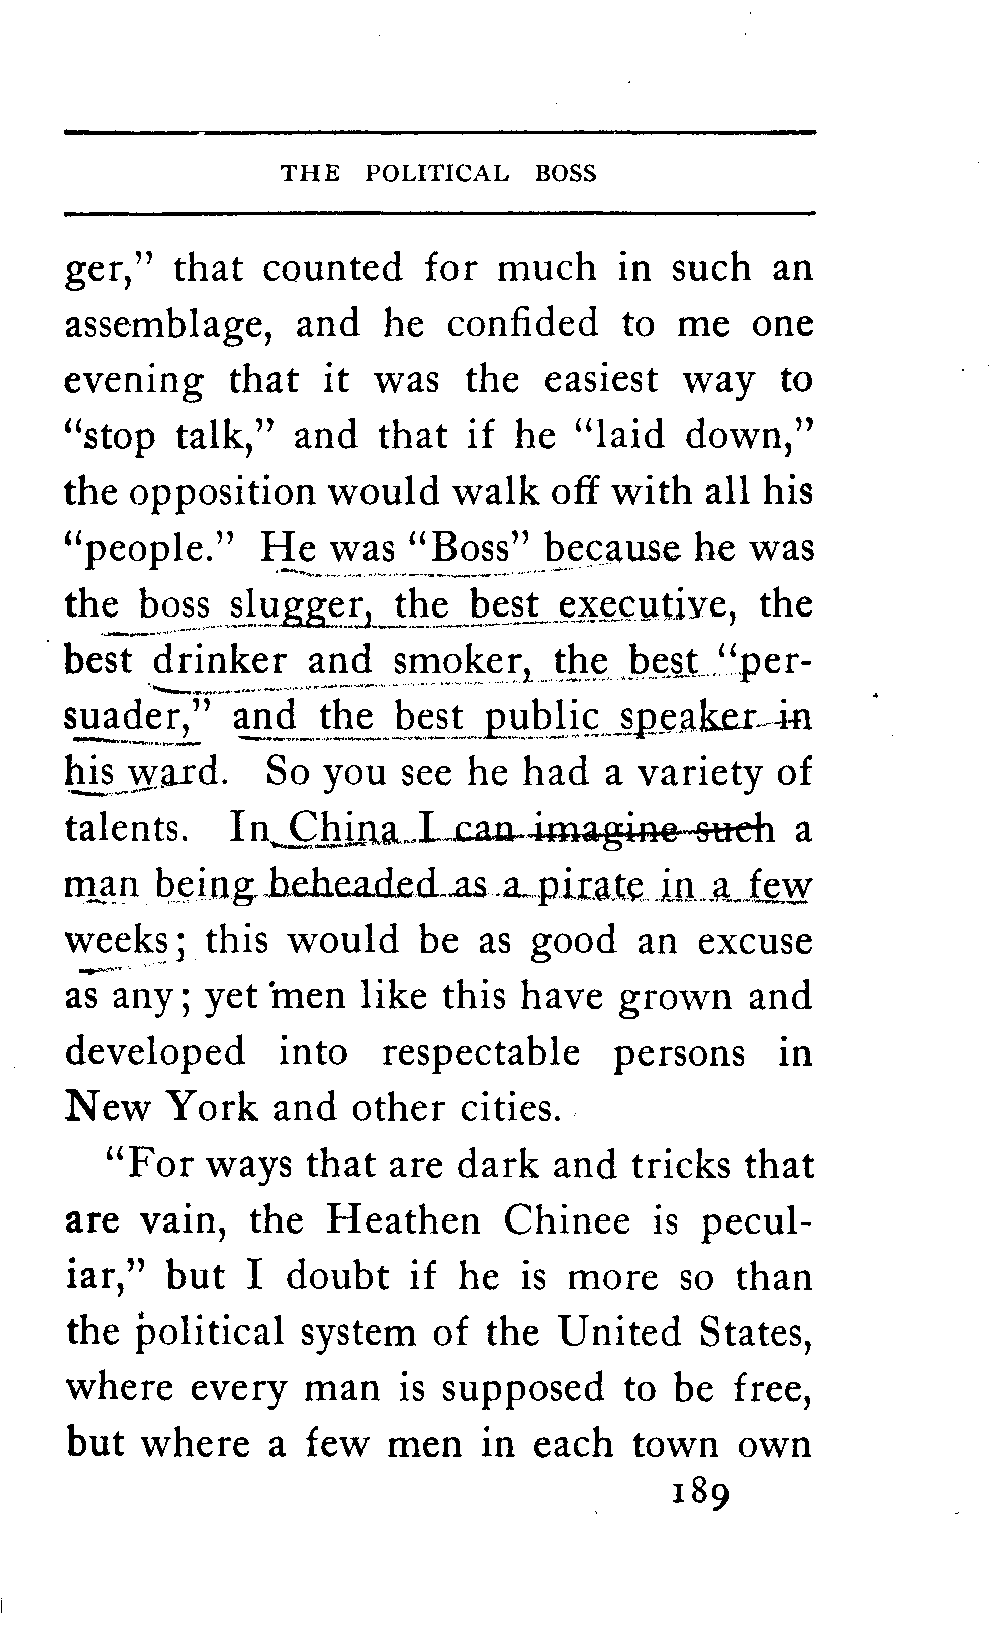 THE POLITICAL BOSS
ger," that counted for much in such an
assemblage, and he confided to me one
evening that it was the easiest way to
"stop talk," and that if he "laid down,"
the opposition would walk off with all his
"people." He was "Boss" because he was
the boss slugger, the best executive, the
best drinker and smoker, the best "per-
suader," and the best public speaker in
his ward. So you see he had a variety of
talents. In China I can imagine such a
man being beheaded as a pirate in a few
weeks; this would be as good an excuse
as any; yet men like this have grown and
developed into respectable persons in
New York and other cities.
"For ways that are dark and tricks that
are vain, the Heathen Chinee is pecul-
iar," but I doubt if he is more so than
the political system of the United States,
where every man is supposed to be free,
but where a few men in each town own
189